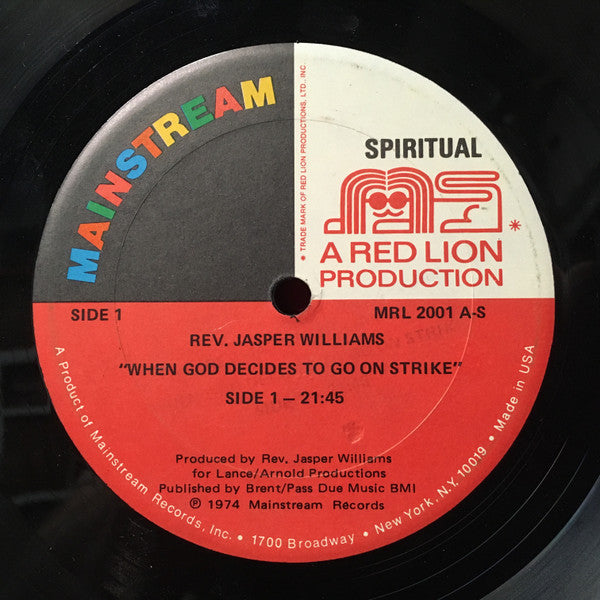 MAINSTREAM
* TRADE MARK OF RED LION PRODUCTIONS, LTD., INC.
SPIRITUAL
MS*
A RED LION
PRODUCTION
SIDE 1
MRL 2001 A-S
REV. JASPER WILLIAMS
"WHEN GOD DECIDES TO GO ON STRIKE"
SIDE 1 — 21:45
Produced by Rev. Jasper Williams
for Lance/Arnold Productions
Published by Brent/Pass Due Music BMI
℗ 1974 Mainstream Records
A Product of Mainstream Records, Inc. • 1700 Broadway • New York, N.Y. 10019 • Made in USA